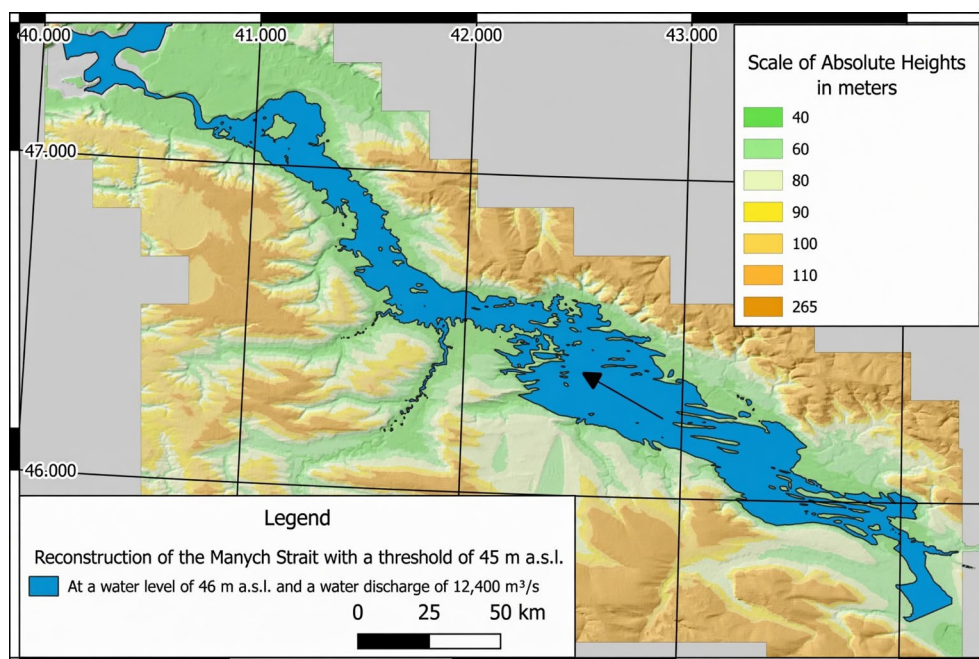 40.000 41.000 42.000 43.000
47.000
46.000
Scale of Absolute Heights
in meters
40
60
80
90
100
110
265
Legend
Reconstruction of the Manych Strait with a threshold of 45 m a.s.l.
At a water level of 46 m a.s.l. and a water discharge of 12,400 m³/s
0 25 50 km